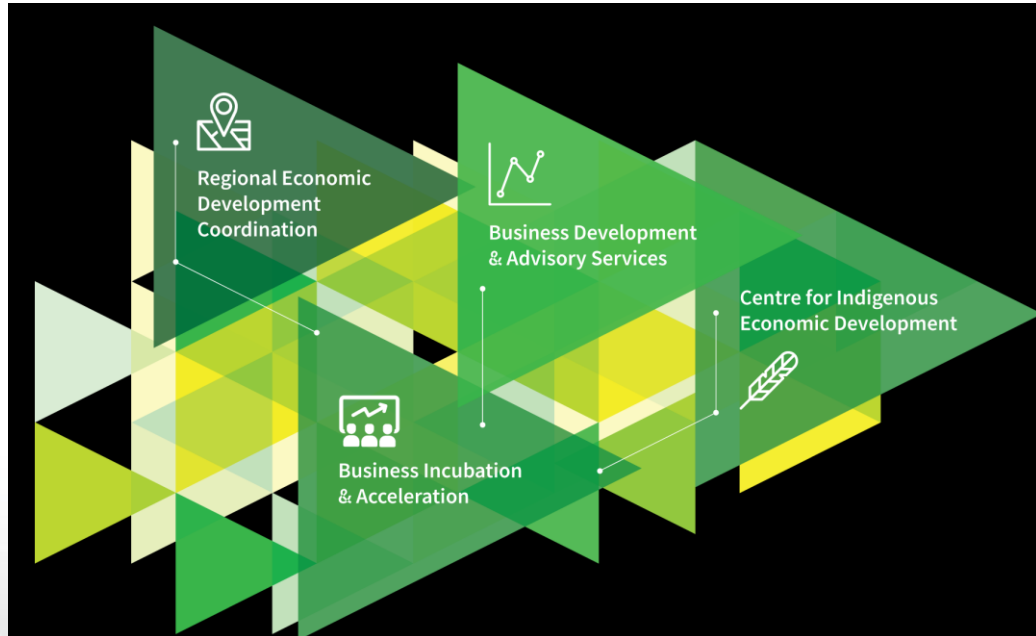 Regional Economic
Development
Coordination
Business Development
& Advisory Services
Centre for Indigenous
Economic Development
Business Incubation
& Acceleration